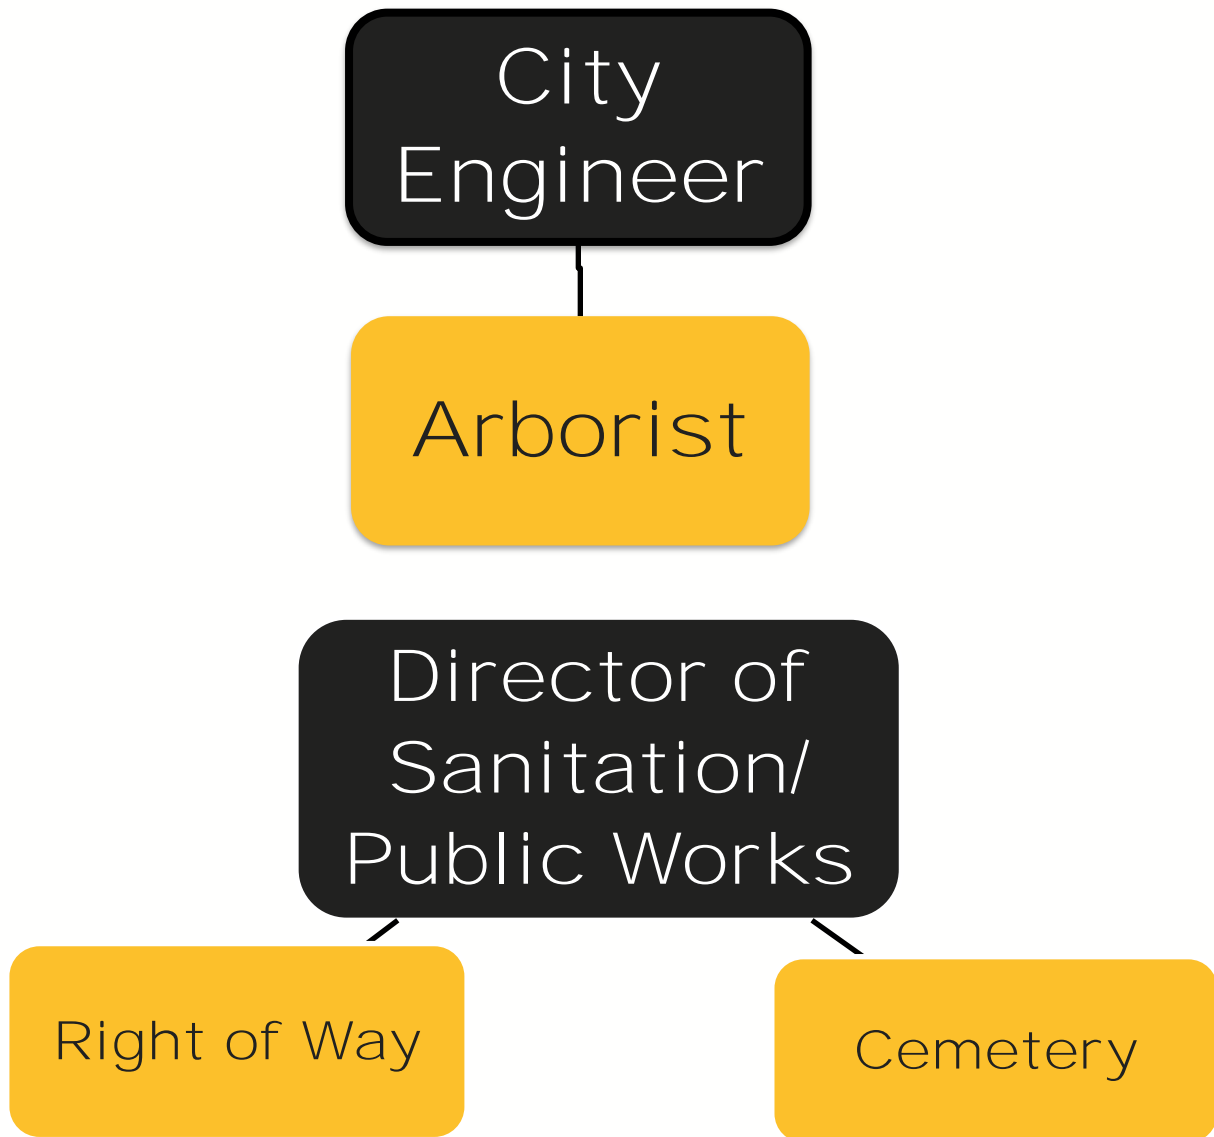 City
Engineer
Arborist
Director of
Sanitation/
Public Works
Right of Way
Cemetery